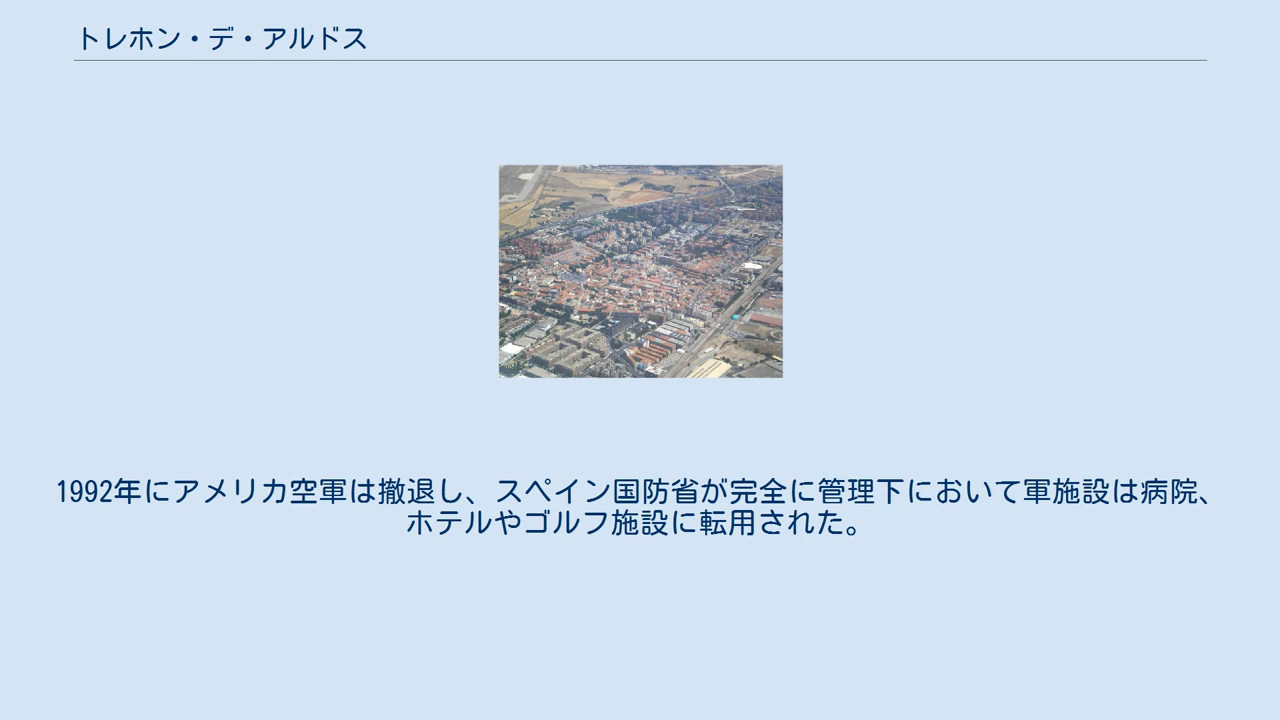 トレホン・デ・アルドス
1992年にアメリカ空軍は撤退し、スペイン国防省が完全に管理下において軍施設は病院、
ホテルやゴルフ施設に転用された。